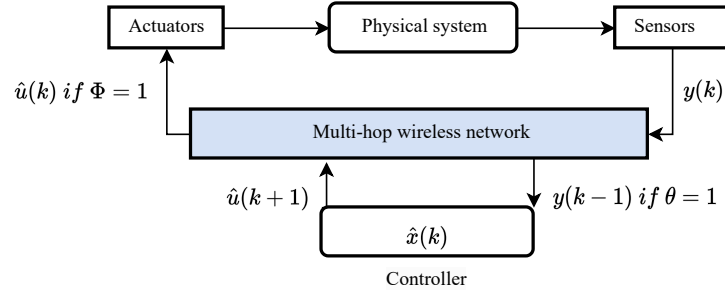 Actuators
Physical system
Sensors
û(k) if Φ = 1
y(k)
Multi-hop wireless network
û(k + 1)
y(k − 1) if θ = 1
x̂(k)
Controller